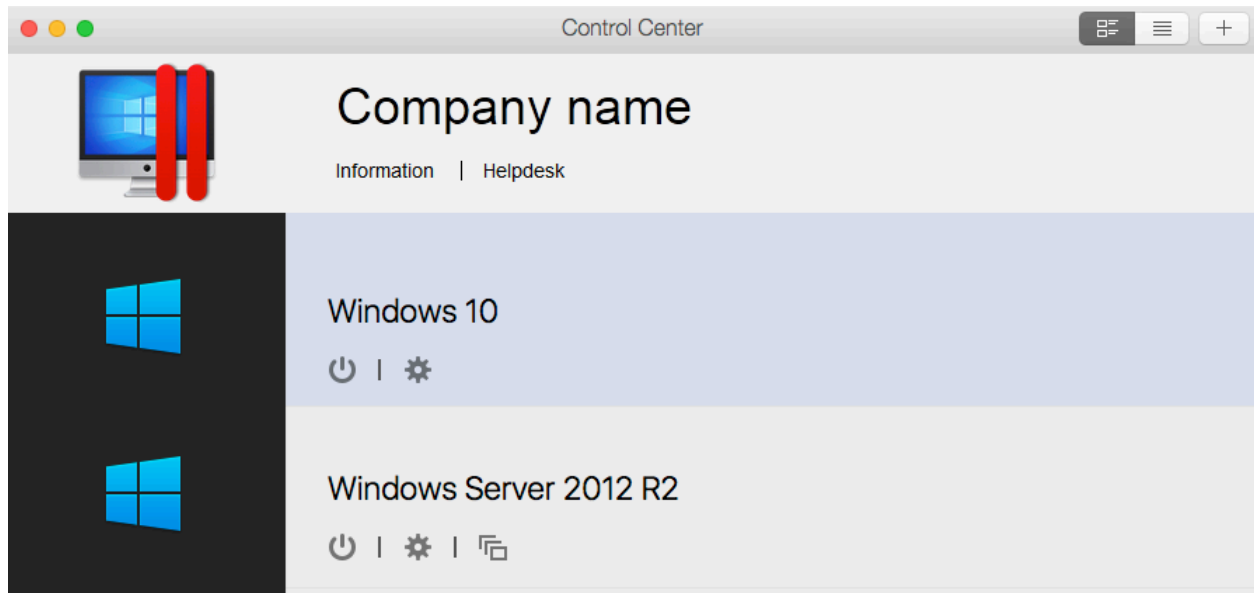 Control Center
Company name
Information | Helpdesk
Windows 10
Windows Server 2012 R2